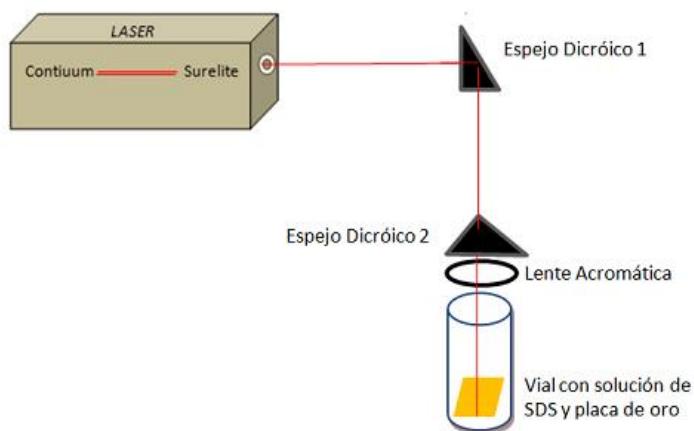 LASER
Contiuum
Surelite
Espejo Dicróico 1
Espejo Dicróico 2
Lente Acromática
Vial con solución de
SDS y placa de oro